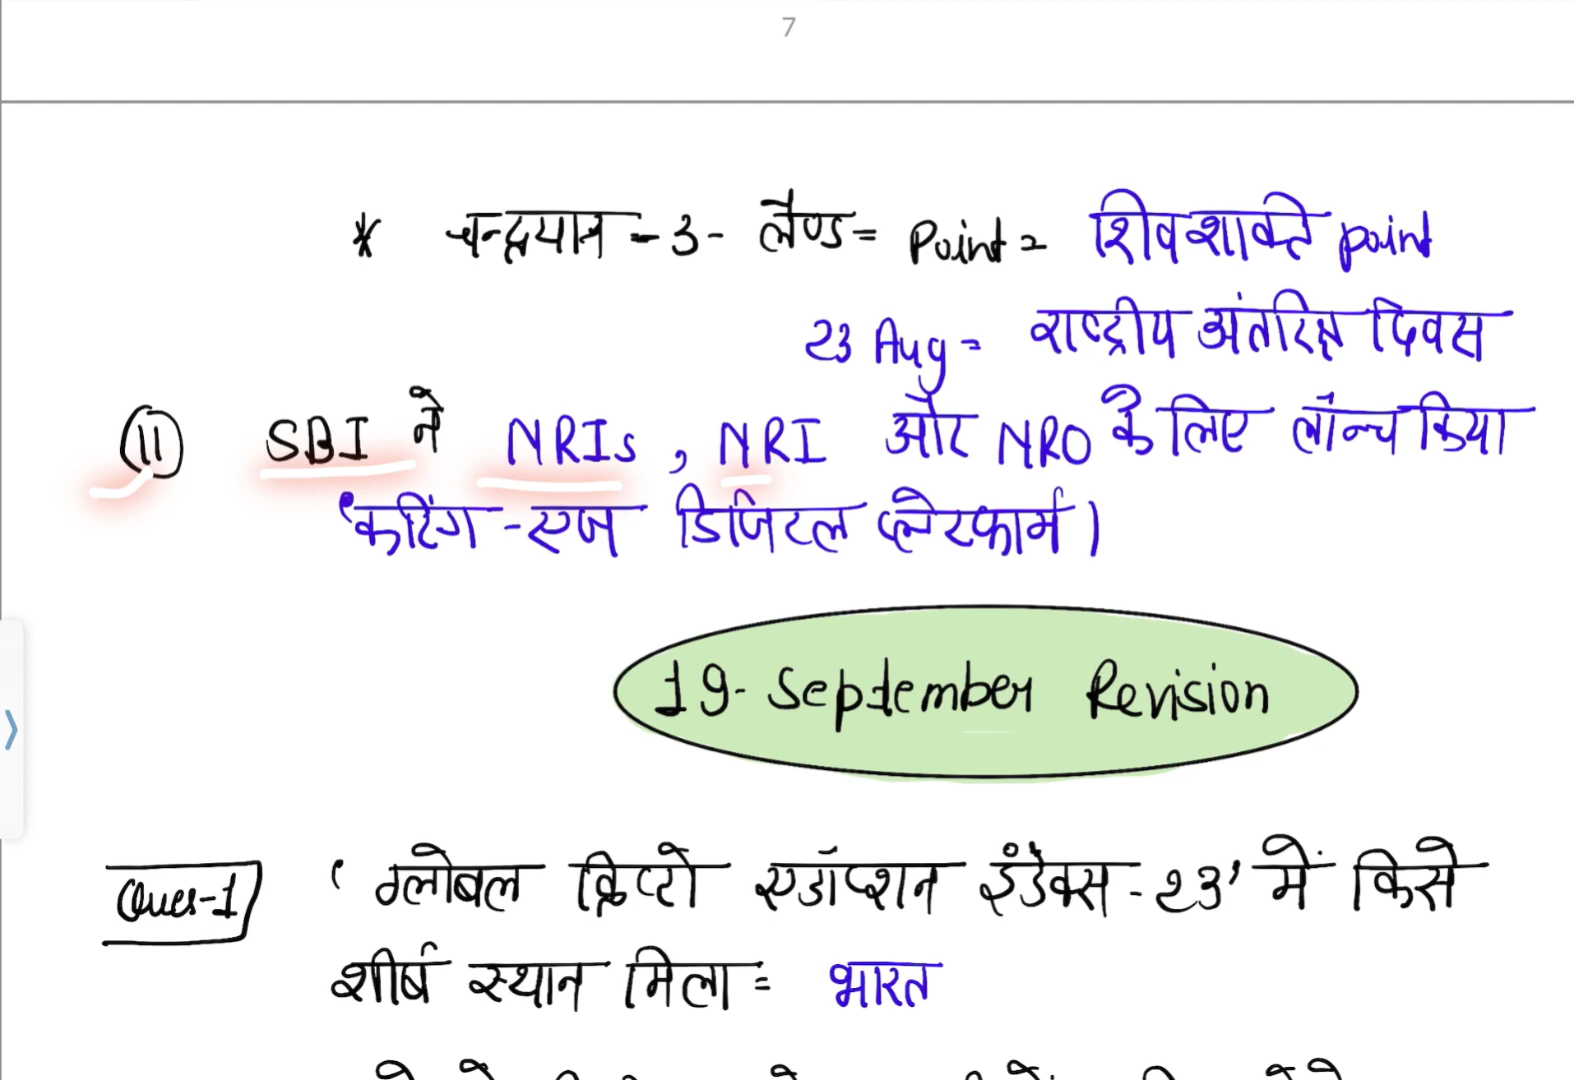 7
* चन्द्रयान - 3 - लैण्ड = Point = शिवशक्ति point
23 Aug = राष्ट्रीय अंतरिक्ष दिवस
(11) SBI ने NRIs, NRI और NRO के लिए लॉन्च किया
'कटिंग-एज डिजिटल प्लेटफार्म।
19- September Revision
Ques-1 'ग्लोबल क्रिप्टो एडॉप्शन इंडेक्स - 23' में किसे
शीर्ष स्थान मिला = भारत